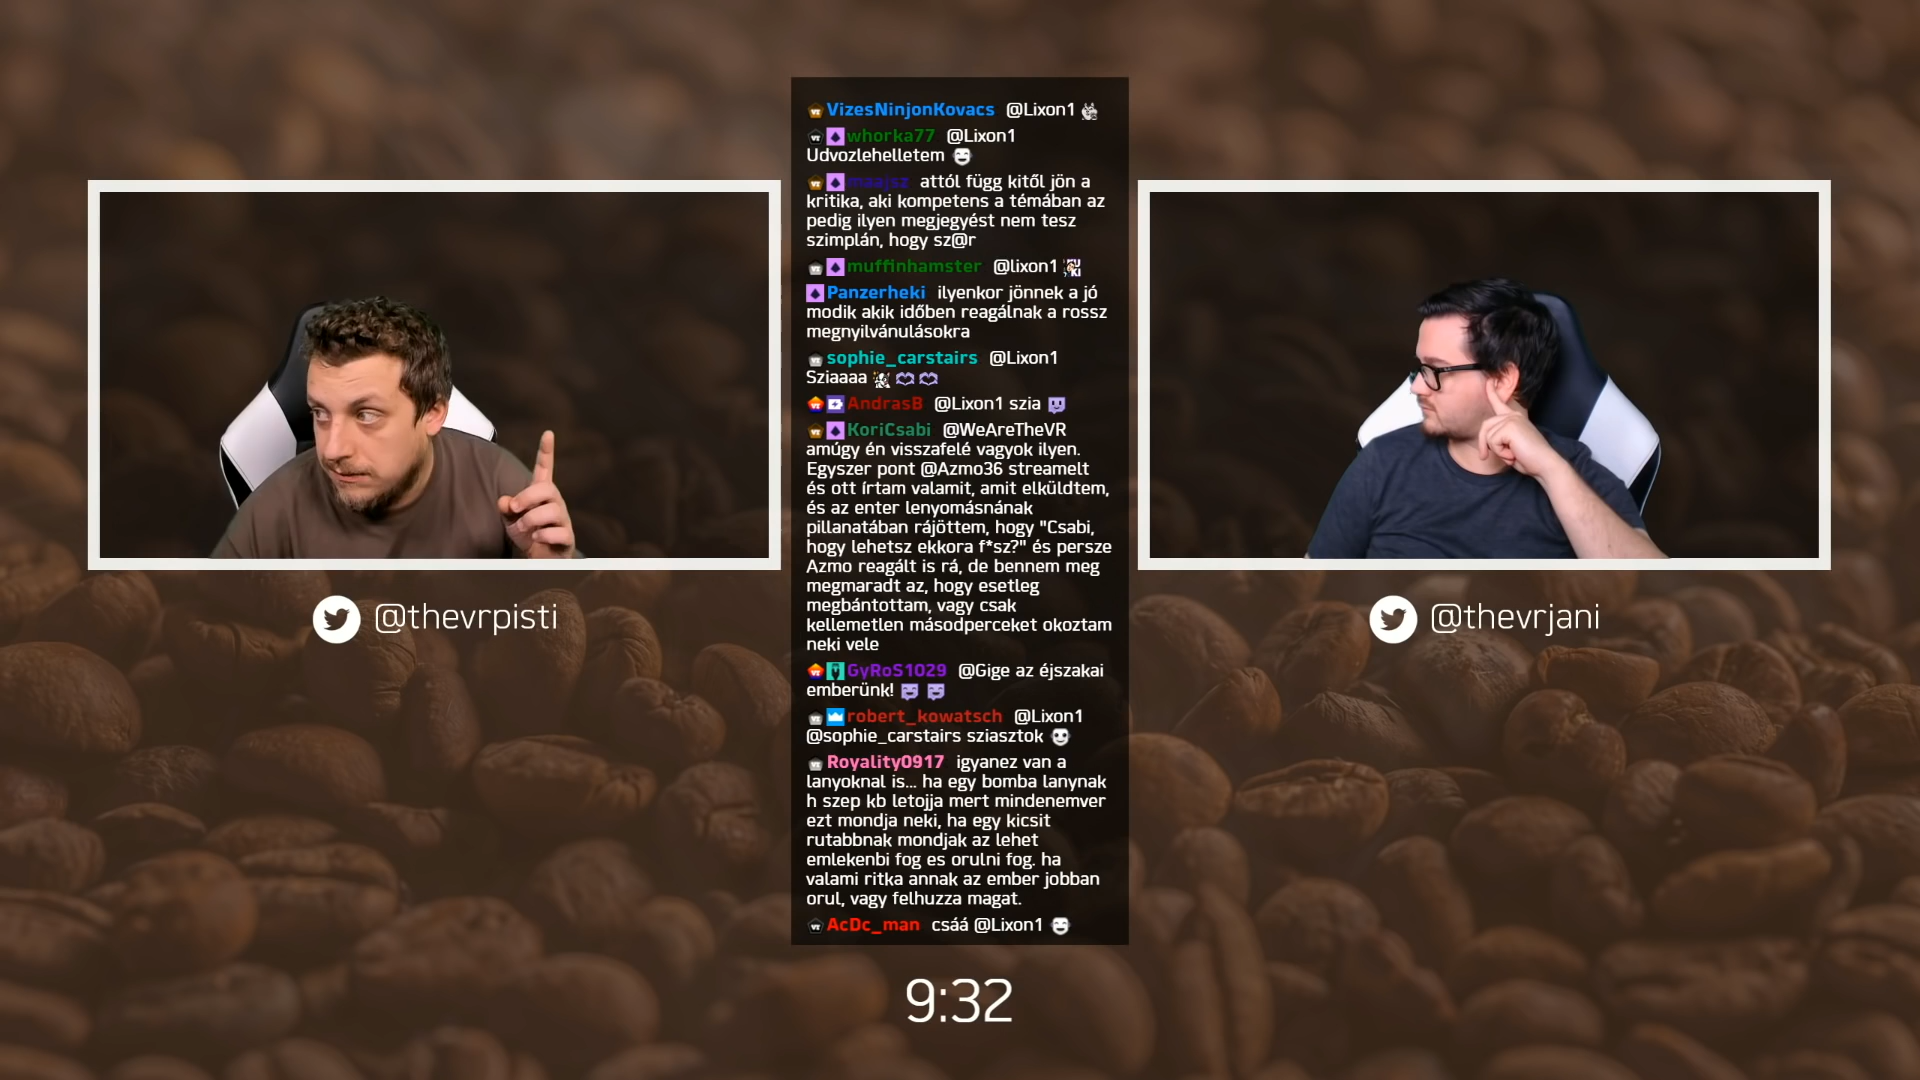 VizesNinjonKovacs @Lixon1
whorka77 @Lixon1
Udvozlehelletem
maajsz attól függ kitől jön a
kritika, aki kompetens a témában az
pedig ilyen megjegyést nem tesz
szimplán, hogy sz@r
muffinhamster @lixon1
Panzerheki ilyenkor jönnek a jó
modik akik időben reagálnak a rossz
megnyilvánulásokra
sophie_carstairs @Lixon1
Sziaaaa
AndrasB @Lixon1 szia
KoriCsabi @WeAreTheVR
amúgy én visszafelé vagyok ilyen.
Egyszer pont @Azmo36 streamelt
és ott írtam valamit, amit elküldtem,
és az enter lenyomásnának
pillanatában rájöttem, hogy "Csabi,
hogy lehetsz ekkora f*sz?" és persze
Azmo reagált is rá, de bennem meg
megmaradt az, hogy esetleg
megbántottam, vagy csak
kellemetlen másodperceket okoztam
neki vele
GyRoS1029 @Gige az éjszakai
emberünk!
robert_kowatsch @Lixon1
@sophie_carstairs sziasztok
Royality0917 igyanez van a
lanyoknal is... ha egy bomba lanynak
h szep kb letojja mert mindenemver
ezt mondja neki, ha egy kicsit
rutabbnak mondjak az lehet
emlekenbi fog es orulni fog. ha
valami ritka annak az ember jobban
orul, vagy felhuzza magat.
AcDc_man csáá @Lixon1
@thevrpisti
@thevrjani
9:32